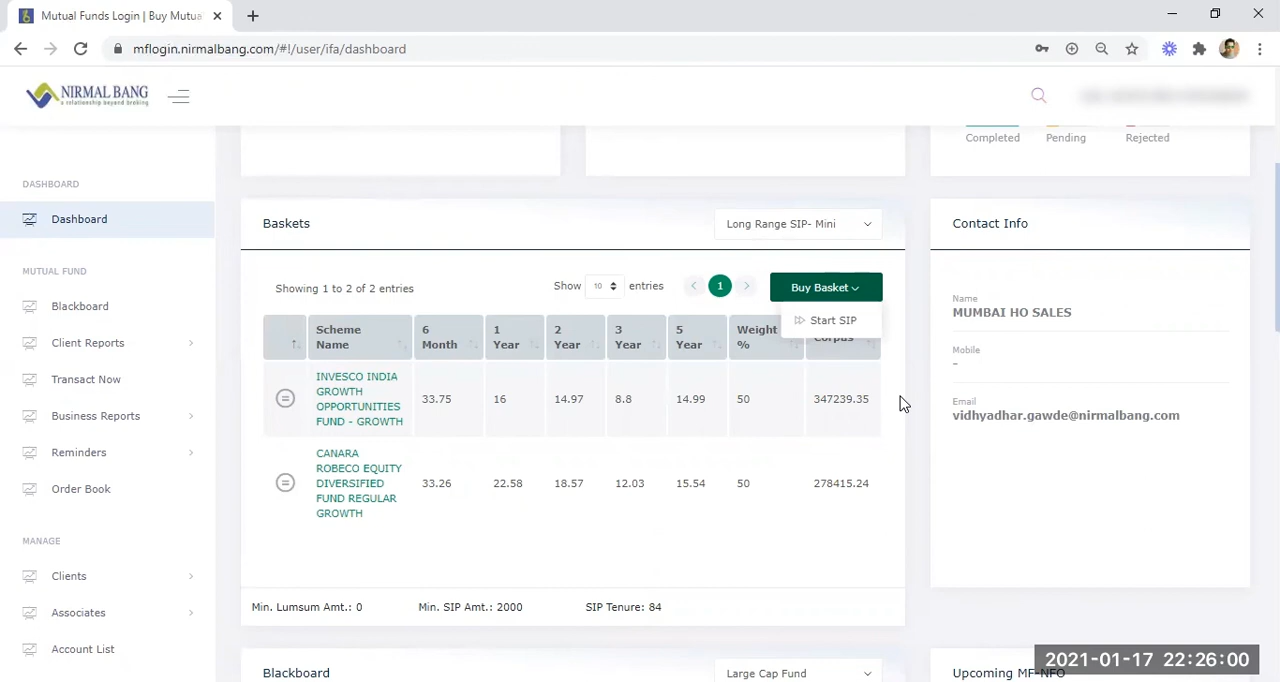 Mutual Funds Login | Buy Mutua
mflogin.nirmalbang.com/#!/user/ifa/dashboard
NIRMAL BANG
a relationship beyond broking
Completed Pending Rejected
DASHBOARD
Dashboard
MUTUAL FUND
Blackboard
Client Reports
Transact Now
Business Reports
Reminders
Order Book
MANAGE
Clients
Associates
Account List
Baskets
Long Range SIP- Mini
Showing 1 to 2 of 2 entries
Show 10 entries
1
Buy Basket
Start SIP
Scheme Name 6 Month 1 Year 2 Year 3 Year 5 Year Weight % Corpus
INVESCO INDIA
GROWTH
OPPORTUNITIES
FUND - GROWTH
33.75 16 14.97 8.8 14.99 50 347239.35
CANARA
ROBECO EQUITY
DIVERSIFIED
FUND REGULAR
GROWTH
33.26 22.58 18.57 12.03 15.54 50 278415.24
Min. Lumsum Amt.: 0 Min. SIP Amt.: 2000 SIP Tenure: 84
Contact Info
Name
MUMBAI HO SALES
Mobile
-
Email
vidhyadhar.gawde@nirmalbang.com
Blackboard
Large Cap Fund
Upcoming MF-NFO
2021-01-17 22:26:00